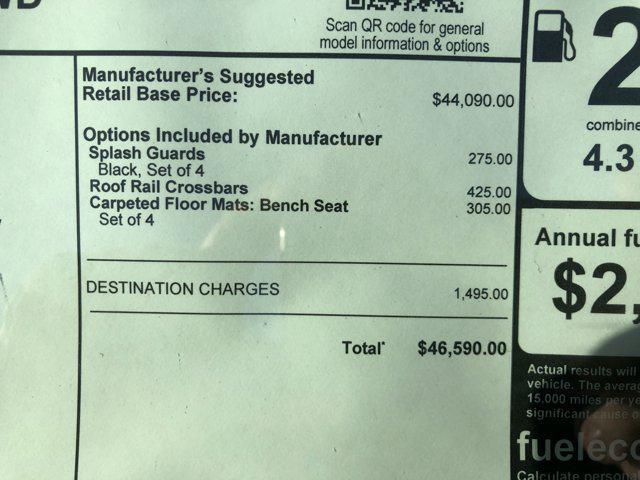 Scan QR code for general
model information & options
Manufacturer's Suggested
Retail Base Price: $44,090.00
Options Included by Manufacturer
Splash Guards 275.00
Black, Set of 4
Roof Rail Crossbars 425.00
Carpeted Floor Mats: Bench Seat 305.00
Set of 4
DESTINATION CHARGES 1,495.00
Total* $46,590.00
2
combine
4.3
Annual fu
$2,
Actual results will
vehicle. The averag
15,000 miles per ye
significant cause o
fueleco
Calculate personal